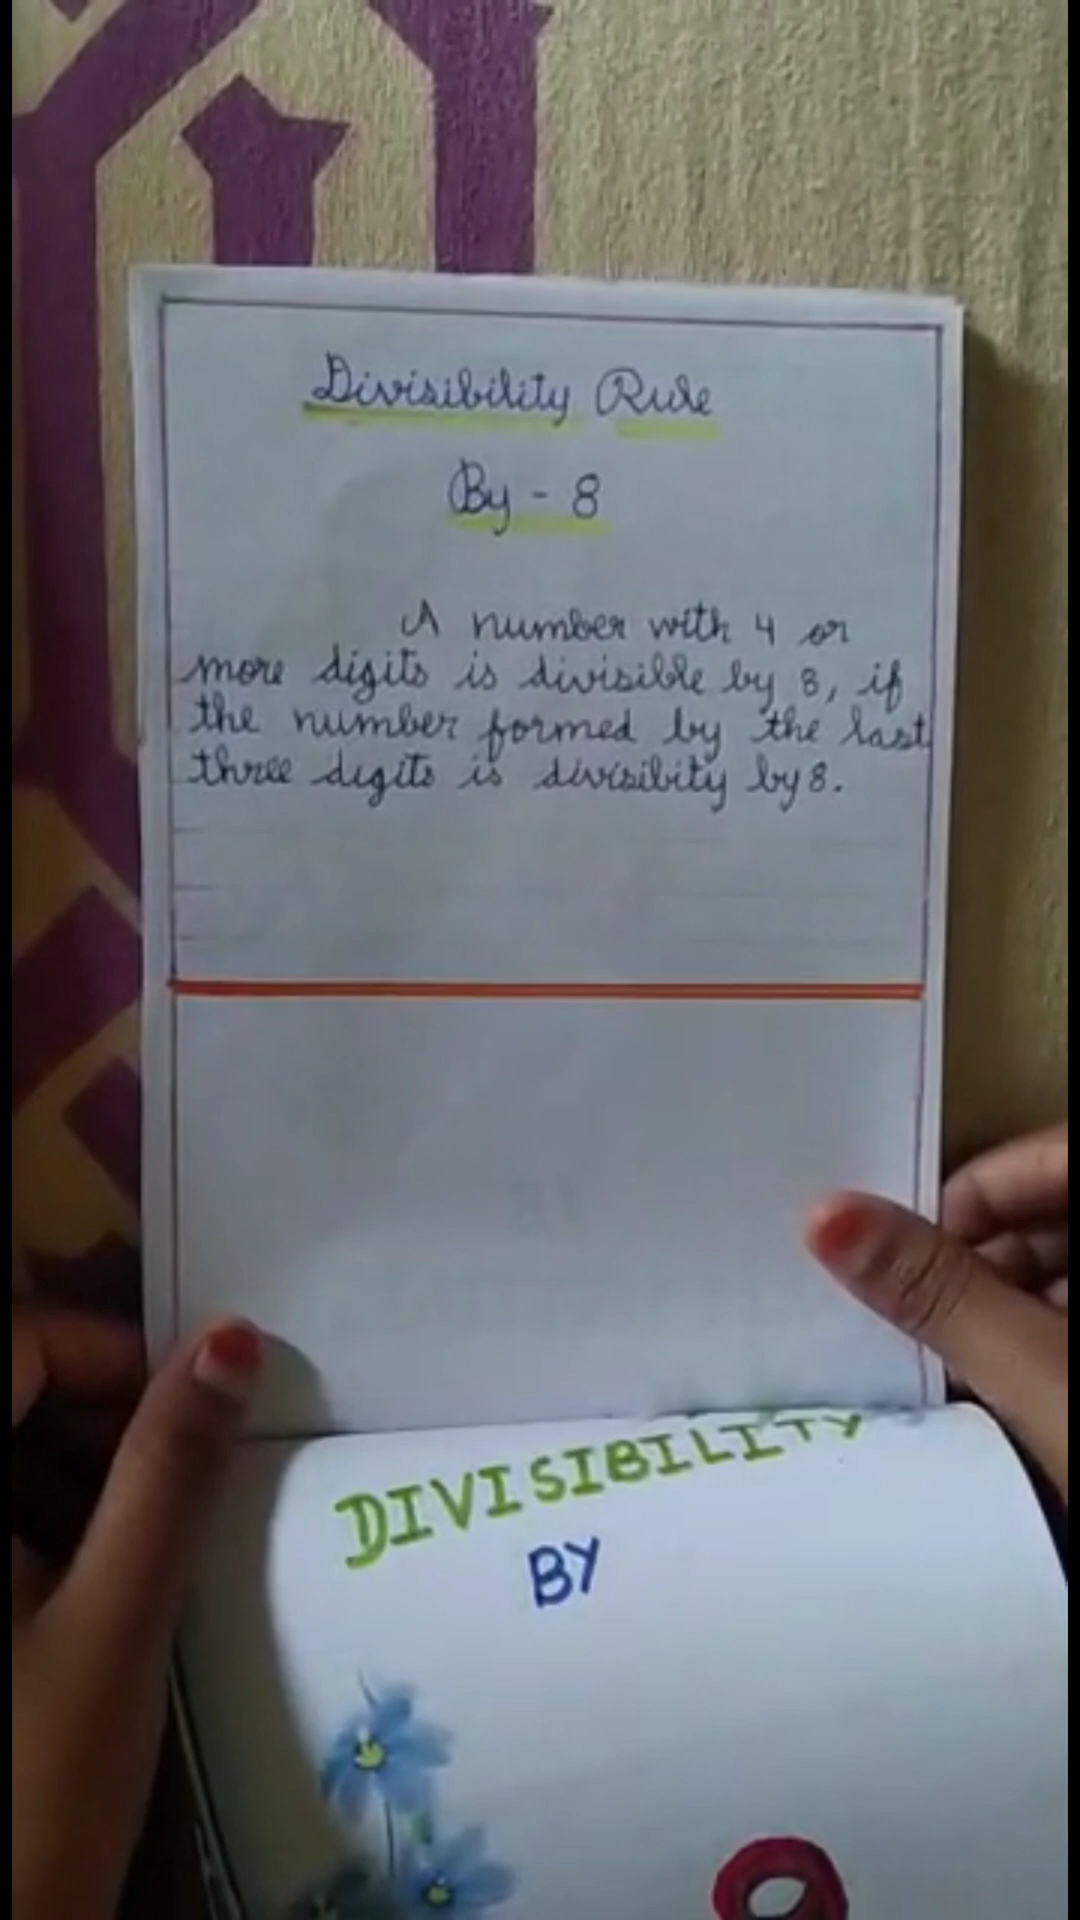 Divisibility Rule
By - 8
A number with 4 or
more digits is divisible by 8, if
the number formed by the last
three digits is divisibity by 8.
DIVISIBILITY
BY